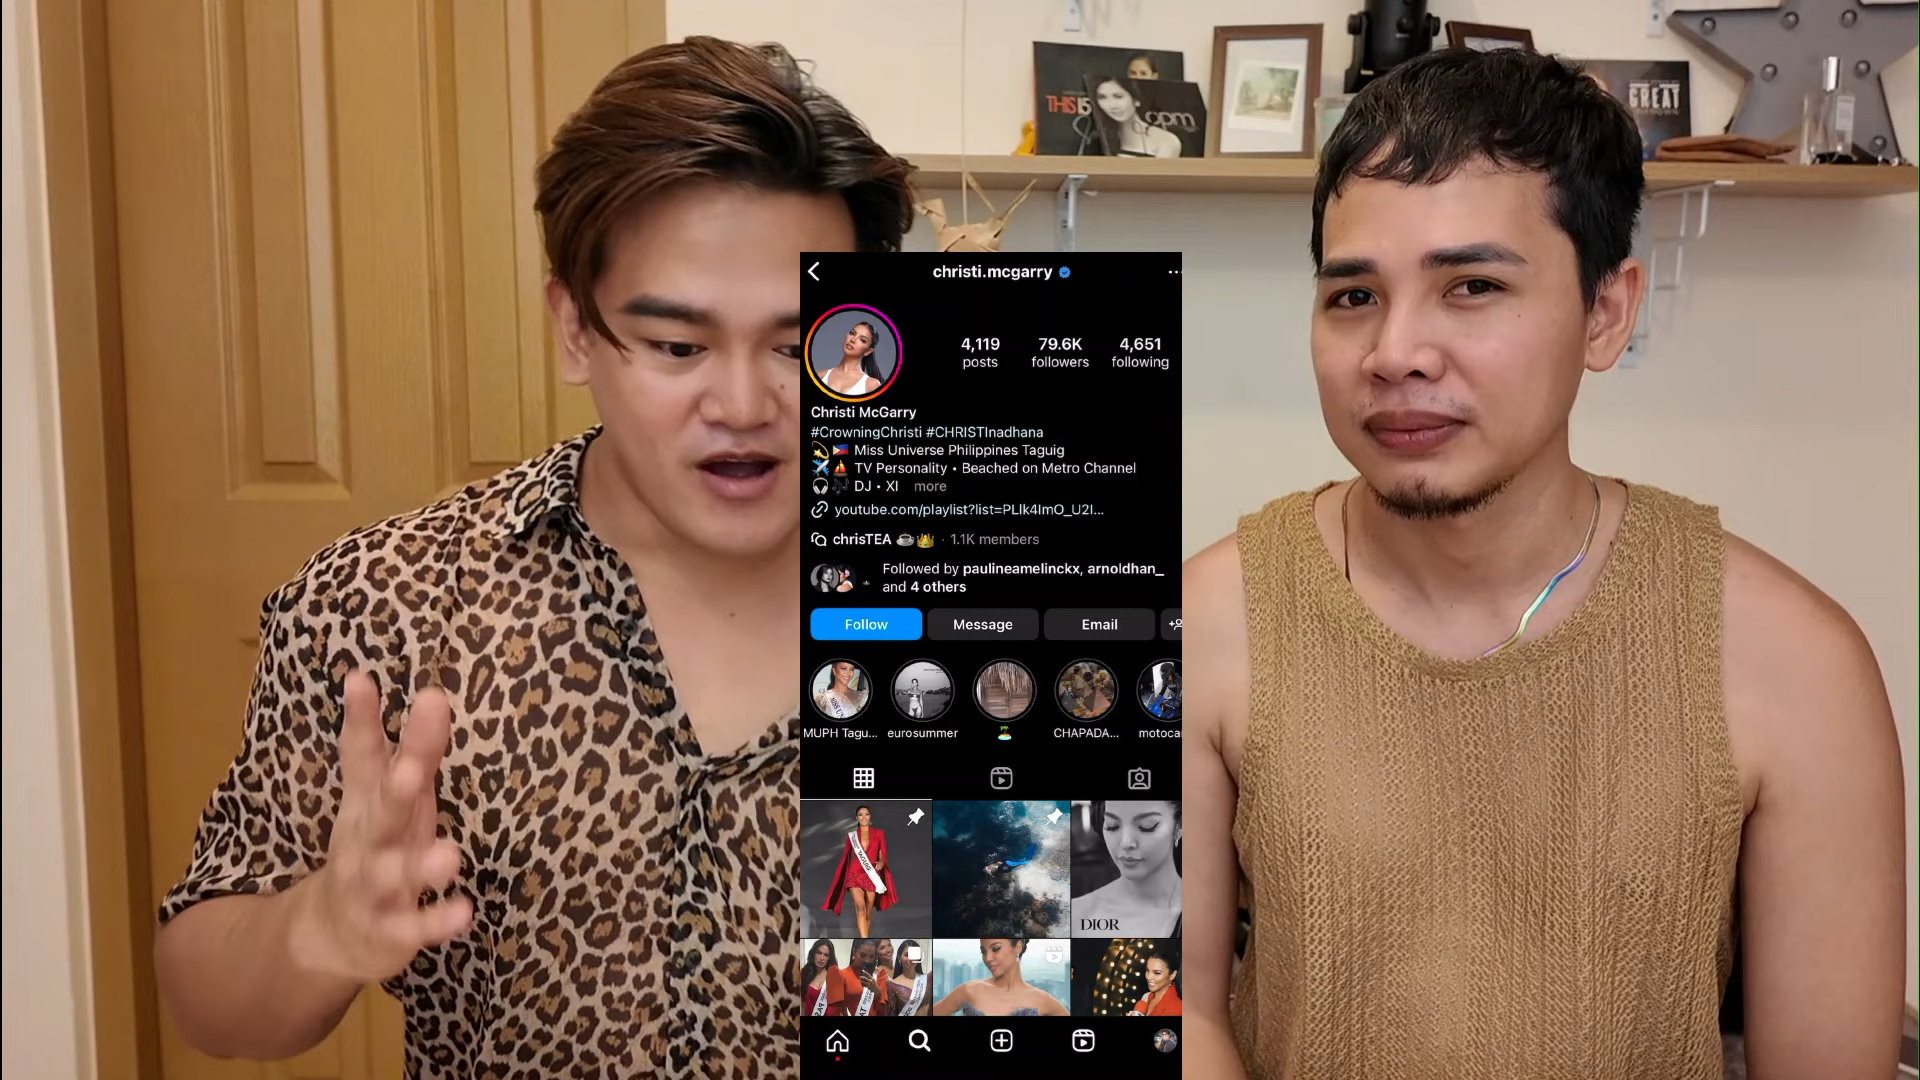 THIS IS
opm
GREAT
christi.mcgarry
4,119 79.6K 4,651
posts followers following
Christi McGarry
#CrowningChristi #CHRISTInadhana
💫 🇵🇭 Miss Universe Philippines Taguig
✈️⛵ TV Personality • Beached on Metro Channel
DJ • XI more
youtube.com/playlist?list=PLIk4ImO_U2I...
chrisTEA ☕👑 · 1.1K members
Followed by paulineamelinckx, arnoldhan_
and 4 others
Follow Message Email
MUPH Tagu... eurosummer 🏝️ CHAPADA... motoca
DIOR